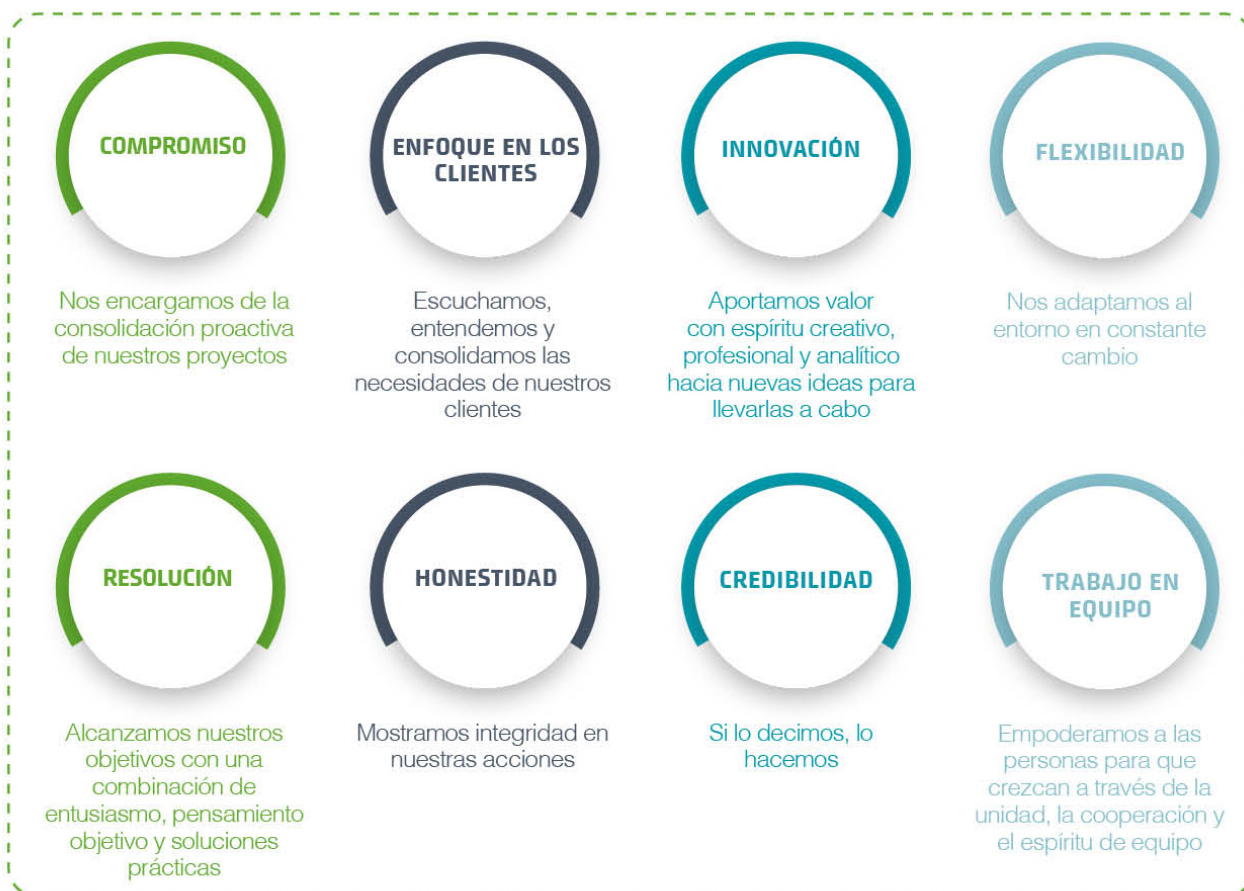 COMPROMISO
Nos encargamos de la
consolidación proactiva
de nuestros proyectos
ENFOQUE EN LOS
CLIENTES
Escuchamos,
entendemos y
consolidamos las
necesidades de nuestros
clientes
INNOVACIÓN
Aportamos valor
con espíritu creativo,
profesional y analítico
hacia nuevas ideas para
llevarlas a cabo
FLEXIBILIDAD
Nos adaptamos al
entorno en constante
cambio
RESOLUCIÓN
Alcanzamos nuestros
objetivos con una
combinación de
entusiasmo, pensamiento
objetivo y soluciones
prácticas
HONESTIDAD
Mostramos integridad en
nuestras acciones
CREDIBILIDAD
Si lo decimos, lo
hacemos
TRABAJO EN
EQUIPO
Empoderamos a las
personas para que
crezcan a través de la
unidad, la cooperación y
el espíritu de equipo